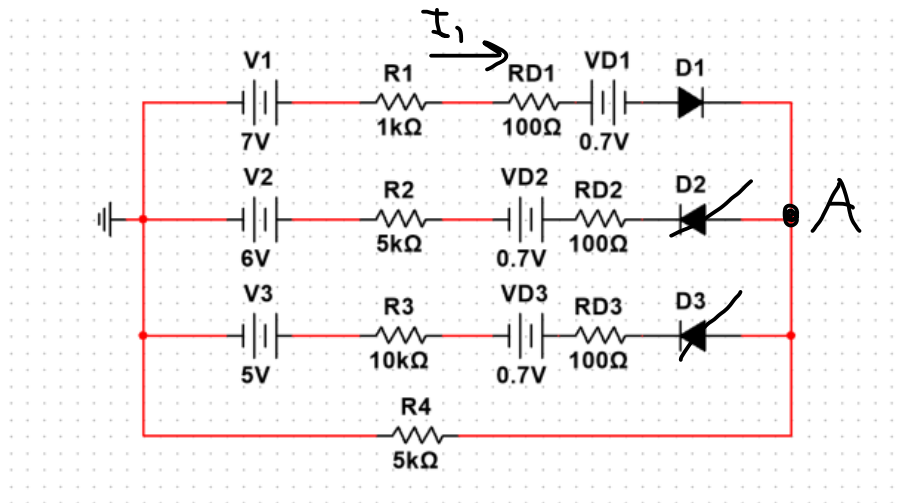 I₁
V1 R1 RD1 VD1 D1
7V 1kΩ 100Ω 0.7V
V2 R2 VD2 RD2 D2 A
6V 5kΩ 0.7V 100Ω
V3 R3 VD3 RD3 D3
5V 10kΩ 0.7V 100Ω
R4
5kΩ